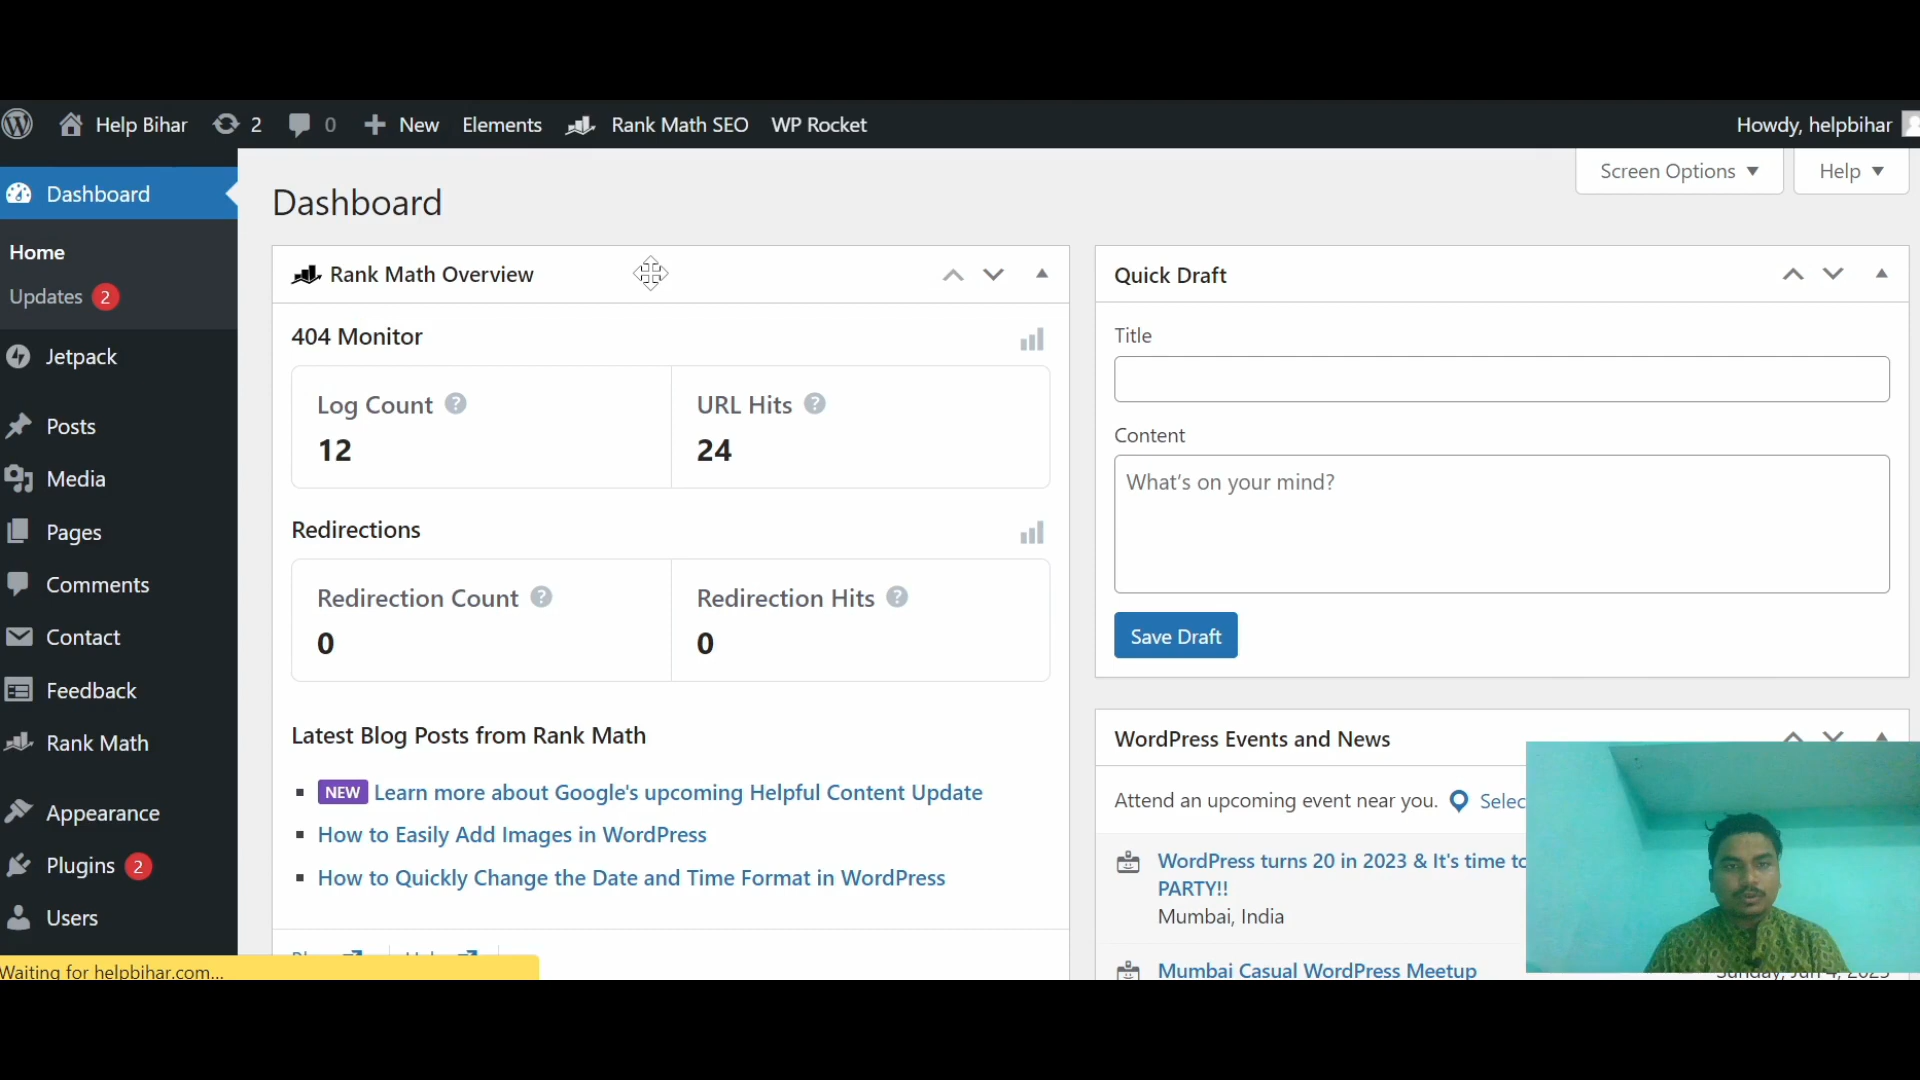 Help Bihar 2 0 New Elements Rank Math SEO WP Rocket Howdy, helpbihar
Screen Options Help
Dashboard
Home
Updates 2
Jetpack
Posts
Media
Pages
Comments
Contact
Feedback
Rank Math
Appearance
Plugins 2
Users
Waiting for helpbihar.com...
Dashboard
Rank Math Overview
404 Monitor
Log Count
12
URL Hits
24
Redirections
Redirection Count
0
Redirection Hits
0
Latest Blog Posts from Rank Math
NEW Learn more about Google's upcoming Helpful Content Update
How to Easily Add Images in WordPress
How to Quickly Change the Date and Time Format in WordPress
Quick Draft
Title
Content
What's on your mind?
Save Draft
WordPress Events and News
Attend an upcoming event near you.
WordPress turns 20 in 2023 & It's time to
PARTY!!
Mumbai, India
Mumbai Casual WordPress Meetup